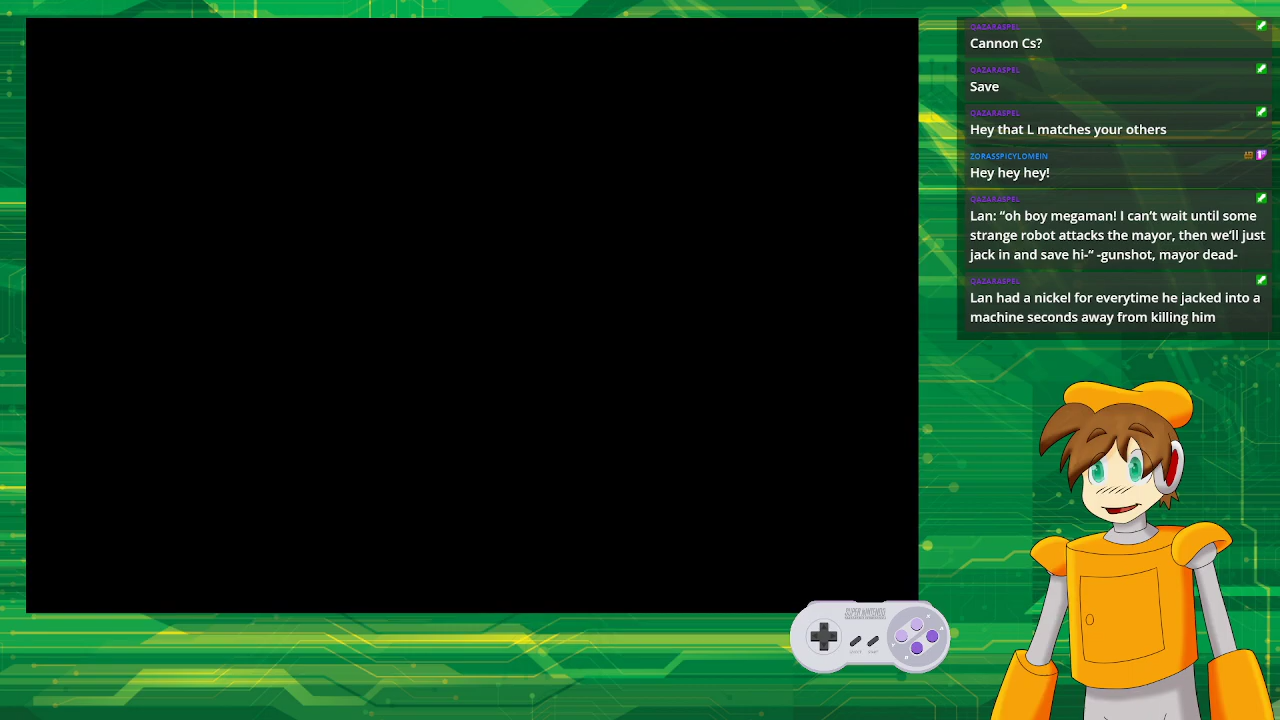 QAZARASPEL
Cannon Cs?
QAZARASPEL
Save
QAZARASPEL
Hey that L matches your others
ZORASSPICYLOMEIN
Hey hey hey!
QAZARASPEL
Lan: “oh boy megaman! I can’t wait until some
strange robot attacks the mayor, then we’ll just
jack in and save hi-“ -gunshot, mayor dead-
QAZARASPEL
Lan had a nickel for everytime he jacked into a
machine seconds away from killing him
SUPER NINTENDO